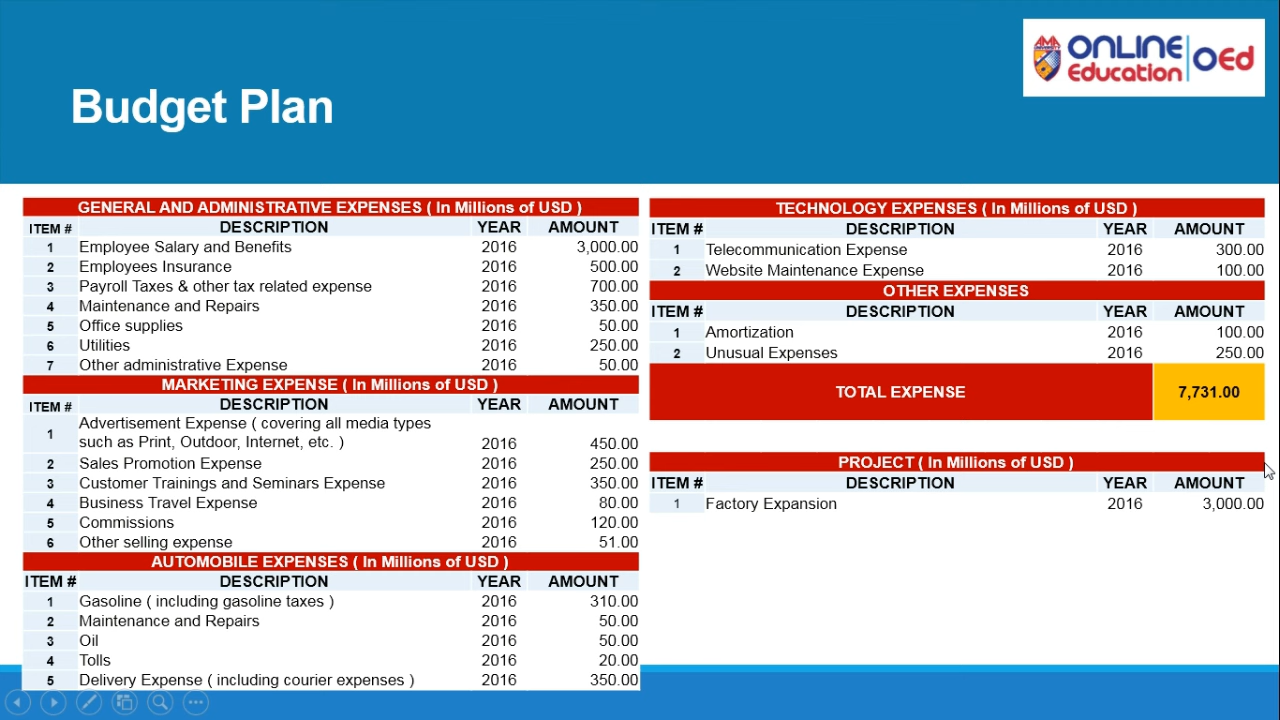 ONLINE
Education
OEd
Budget Plan
GENERAL AND ADMINISTRATIVE EXPENSES ( In Millions of USD )
ITEM # DESCRIPTION YEAR AMOUNT
1 Employee Salary and Benefits 2016 3,000.00
2 Employees Insurance 2016 500.00
3 Payroll Taxes & other tax related expense 2016 700.00
4 Maintenance and Repairs 2016 350.00
5 Office supplies 2016 50.00
6 Utilities 2016 250.00
7 Other administrative Expense 2016 50.00
MARKETING EXPENSE ( In Millions of USD )
ITEM # DESCRIPTION YEAR AMOUNT
1 Advertisement Expense ( covering all media types
such as Print, Outdoor, Internet, etc. ) 2016 450.00
2 Sales Promotion Expense 2016 250.00
3 Customer Trainings and Seminars Expense 2016 350.00
4 Business Travel Expense 2016 80.00
5 Commissions 2016 120.00
6 Other selling expense 2016 51.00
AUTOMOBILE EXPENSES ( In Millions of USD )
ITEM # DESCRIPTION YEAR AMOUNT
1 Gasoline ( including gasoline taxes ) 2016 310.00
2 Maintenance and Repairs 2016 50.00
3 Oil 2016 50.00
4 Tolls 2016 20.00
5 Delivery Expense ( including courier expenses ) 2016 350.00
TECHNOLOGY EXPENSES ( In Millions of USD )
ITEM # DESCRIPTION YEAR AMOUNT
1 Telecommunication Expense 2016 300.00
2 Website Maintenance Expense 2016 100.00
OTHER EXPENSES
ITEM # DESCRIPTION YEAR AMOUNT
1 Amortization 2016 100.00
2 Unusual Expenses 2016 250.00
TOTAL EXPENSE 7,731.00
PROJECT ( In Millions of USD )
ITEM # DESCRIPTION YEAR AMOUNT
1 Factory Expansion 2016 3,000.00